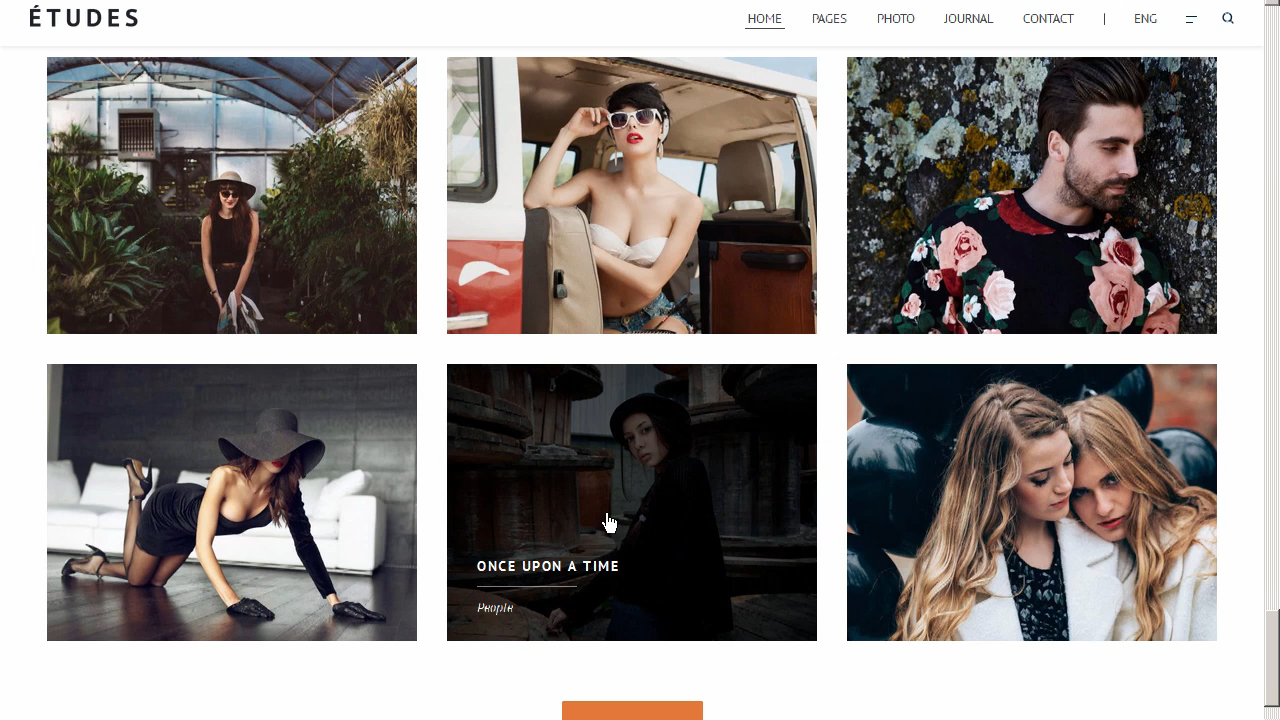 ÉTUDES
HOME PAGES PHOTO JOURNAL CONTACT | ENG
ONCE UPON A TIME
People